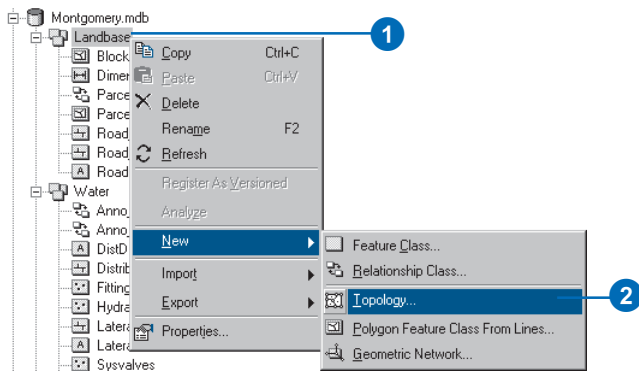 Montgomery.mdb
Landbase
1
Block
Dimer
Parce
Parce
Road
Road
Road
Water
Anno_
Anno_
DistD
Distrib
Fitting
Hydra
Latera
Latera
Sysvalves
Copy Ctrl+C
Paste Ctrl+V
Delete
Rename F2
Refresh
Register As Versioned
Analyze
New
Import
Export
Properties...
Feature Class...
Relationship Class...
Topology...
2
Polygon Feature Class From Lines...
Geometric Network...